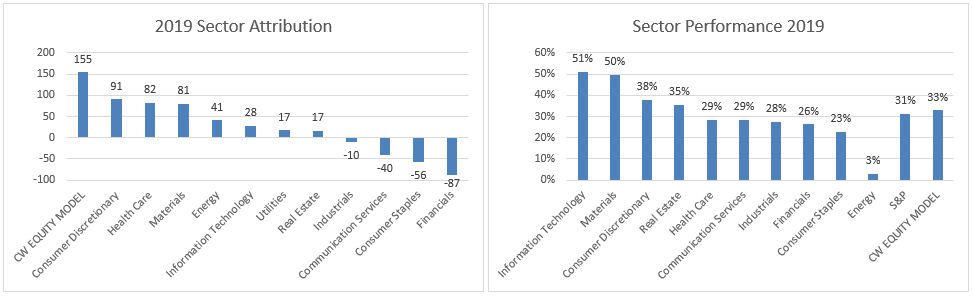 2019 Sector Attribution
200
150
100
50
0
-50
-100
155
91
82
81
41
28
17
17
-10
-40
-56
-87
CW EQUITY MODEL
Consumer Discretionary
Health Care
Materials
Energy
Information Technology
Utilities
Real Estate
Industrials
Communication Services
Consumer Staples
Financials
Sector Performance 2019
60%
50%
40%
30%
20%
10%
0%
51%
50%
38%
35%
29%
29%
28%
26%
23%
3%
31%
33%
Information Technology
Materials
Consumer Discretionary
Real Estate
Health Care
Communication Services
Industrials
Financials
Consumer Staples
Energy
S&P
CW EQUITY MODEL